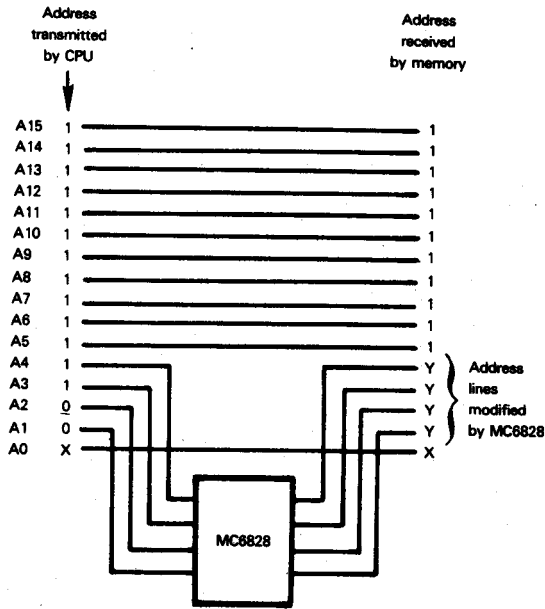 Address
transmitted
by CPU
Address
received
by memory
A15 1 1
A14 1 1
A13 1 1
A12 1 1
A11 1 1
A10 1 1
A9 1 1
A8 1 1
A7 1 1
A6 1 1
A5 1 1
A4 1 Y
A3 1 Y
A2 0 Y
A1 0 Y
A0 X X
Address
lines
modified
by MC6828
MC6828